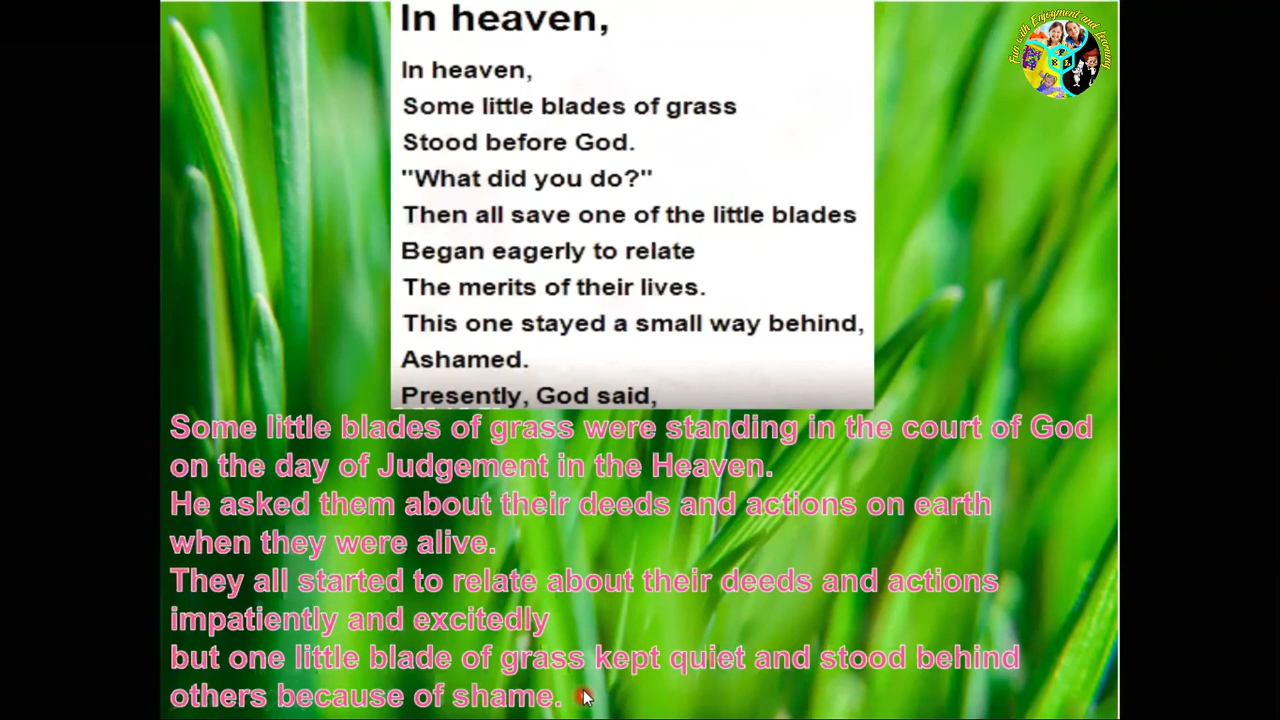 In heaven,
In heaven,
Some little blades of grass
Stood before God.
"What did you do?"
Then all save one of the little blades
Began eagerly to relate
The merits of their lives.
This one stayed a small way behind,
Ashamed.
Presently, God said,
Some little blades of grass were standing in the court of God
on the day of Judgement in the Heaven.
He asked them about their deeds and actions on earth
when they were alive.
They all started to relate about their deeds and actions
impatiently and excitedly
but one little blade of grass kept quiet and stood behind
others because of shame.
Fun with Enjoyment and Learning
F
E L